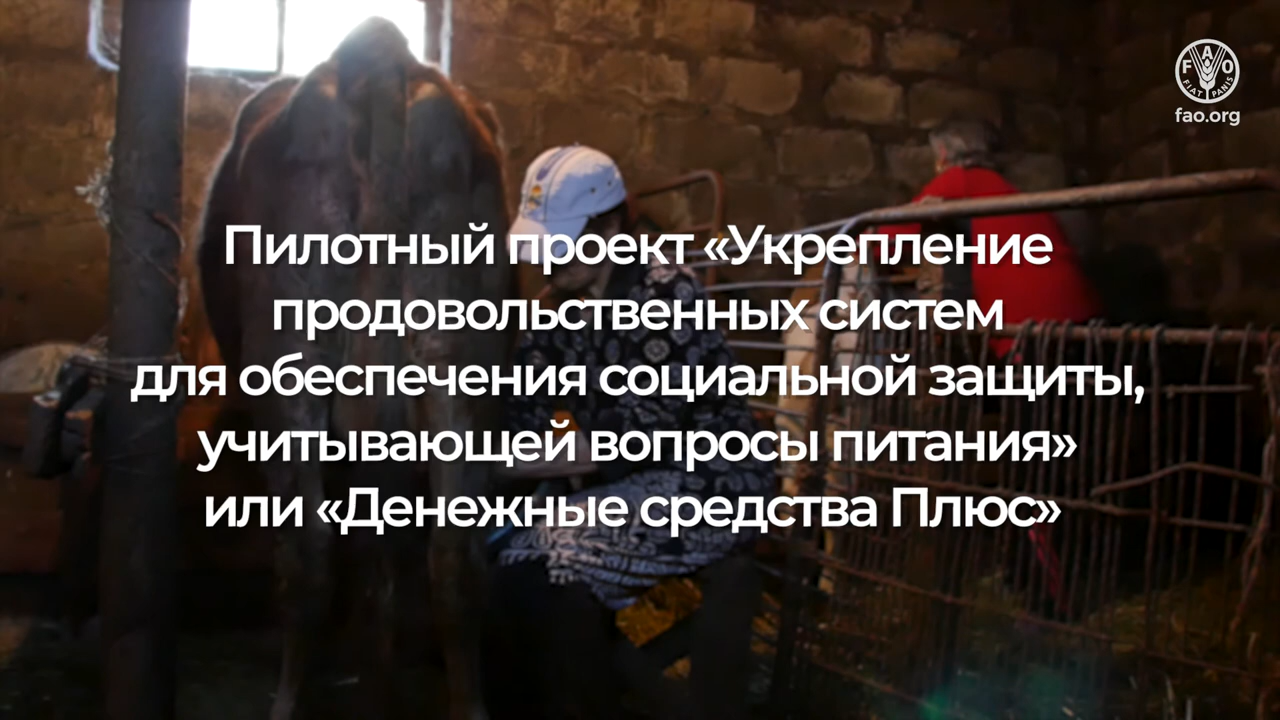 FAO
FIAT PANIS
fao.org
Пилотный проект «Укрепление
продовольственных систем
для обеспечения социальной защиты,
учитывающей вопросы питания»
или «Денежные средства Плюс»